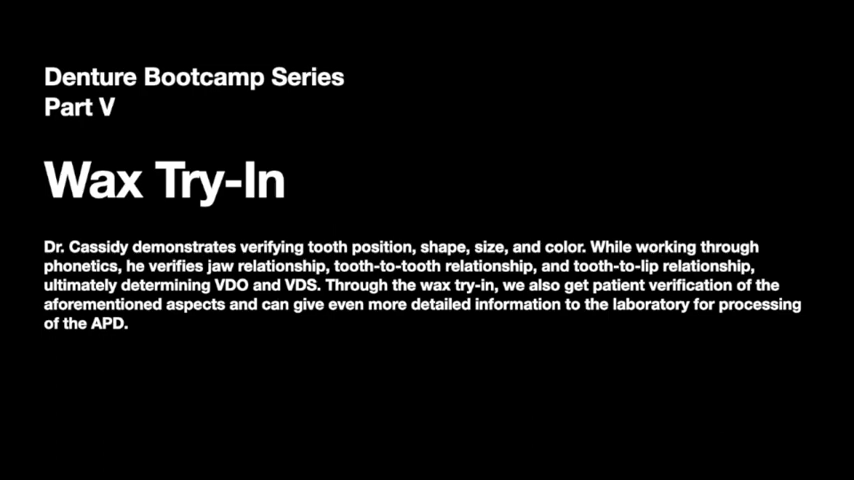 Denture Bootcamp Series
Part V
Wax Try-In
Dr. Cassidy demonstrates verifying tooth position, shape, size, and color. While working through
phonetics, he verifies jaw relationship, tooth-to-tooth relationship, and tooth-to-lip relationship,
ultimately determining VDO and VDS. Through the wax try-in, we also get patient verification of the
aforementioned aspects and can give even more detailed information to the laboratory for processing
of the APD.